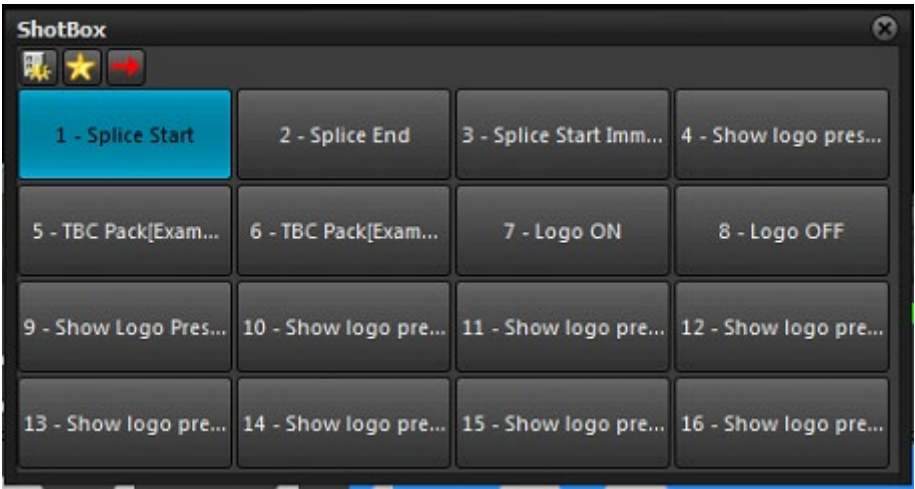 ShotBox
1 - Splice Start
2 - Splice End
3 - Splice Start Imm...
4 - Show logo pres...
5 - TBC Pack[Exam...
6 - TBC Pack[Exam...
7 - Logo ON
8 - Logo OFF
9 - Show Logo Pres...
10 - Show logo pre...
11 - Show logo pre...
12 - Show logo pre...
13 - Show logo pre...
14 - Show logo pre...
15 - Show logo pre...
16 - Show logo pre...